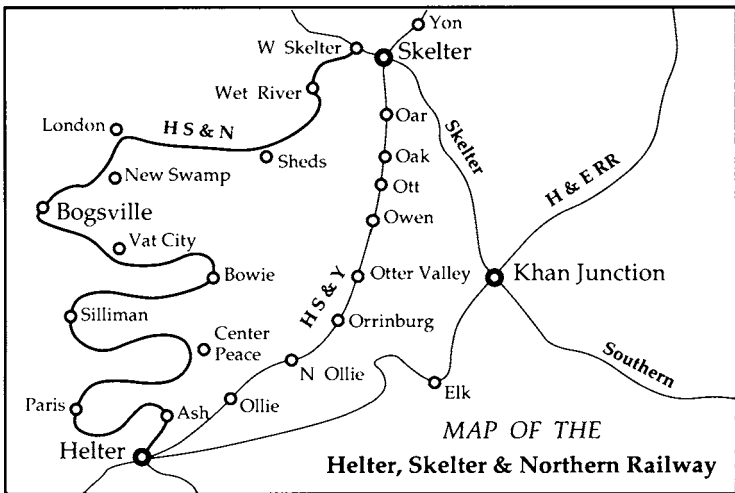 Yon
W Skelter
Skelter
Wet River
Oar
London
H S & N
Skelter
Sheds
Oak
New Swamp
Ott
H & E RR
Bogsville
Owen
Vat City
Bowie
H S & Y
Otter Valley
Khan Junction
Silliman
Orrinburg
Center
Peace
N Ollie
Southern
Elk
Paris
Ash
Ollie
Helter
MAP OF THE
Helter, Skelter & Northern Railway